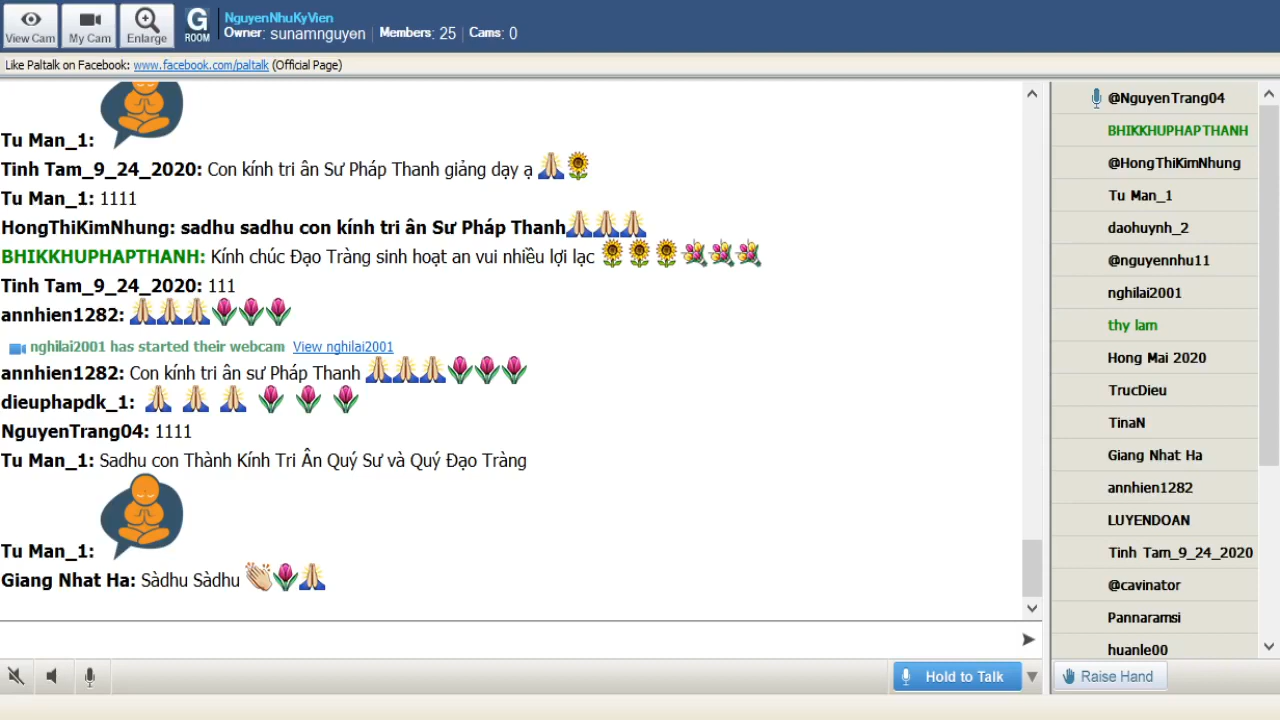 View Cam
My Cam
Enlarge
G
ROOM
NguyenNhuKyVien
Owner: sunamnguyen | Members: 25 | Cams: 0
Like Paltalk on Facebook: www.facebook.com/paltalk (Official Page)
Tu Man_1:
Tinh Tam_9_24_2020: Con kính tri ân Sư Pháp Thanh giảng dạy ạ
Tu Man_1: 1111
HongThiKimNhung: sadhu sadhu con kính tri ân Sư Pháp Thanh
BHIKKHUPHAPTHANH: Kính chúc Đạo Tràng sinh hoạt an vui nhiều lợi lạc
Tinh Tam_9_24_2020: 111
annhien1282:
nghilai2001 has started their webcam View nghilai2001
annhien1282: Con kính tri ân sư Pháp Thanh
dieuphapdk_1:
NguyenTrang04: 1111
Tu Man_1: Sadhu con Thành Kính Tri Ân Quý Sư và Quý Đạo Tràng
Tu Man_1:
Giang Nhat Ha: Sàdhu Sàdhu
Hold to Talk
@NguyenTrang04
BHIKKHUPHAPTHANH
@HongThiKimNhung
Tu Man_1
daohuynh_2
@nguyennhu11
nghilai2001
thy lam
Hong Mai 2020
TrucDieu
TinaN
Giang Nhat Ha
annhien1282
LUYENDOAN
Tinh Tam_9_24_2020
@cavinator
Pannaramsi
huanle00
Raise Hand